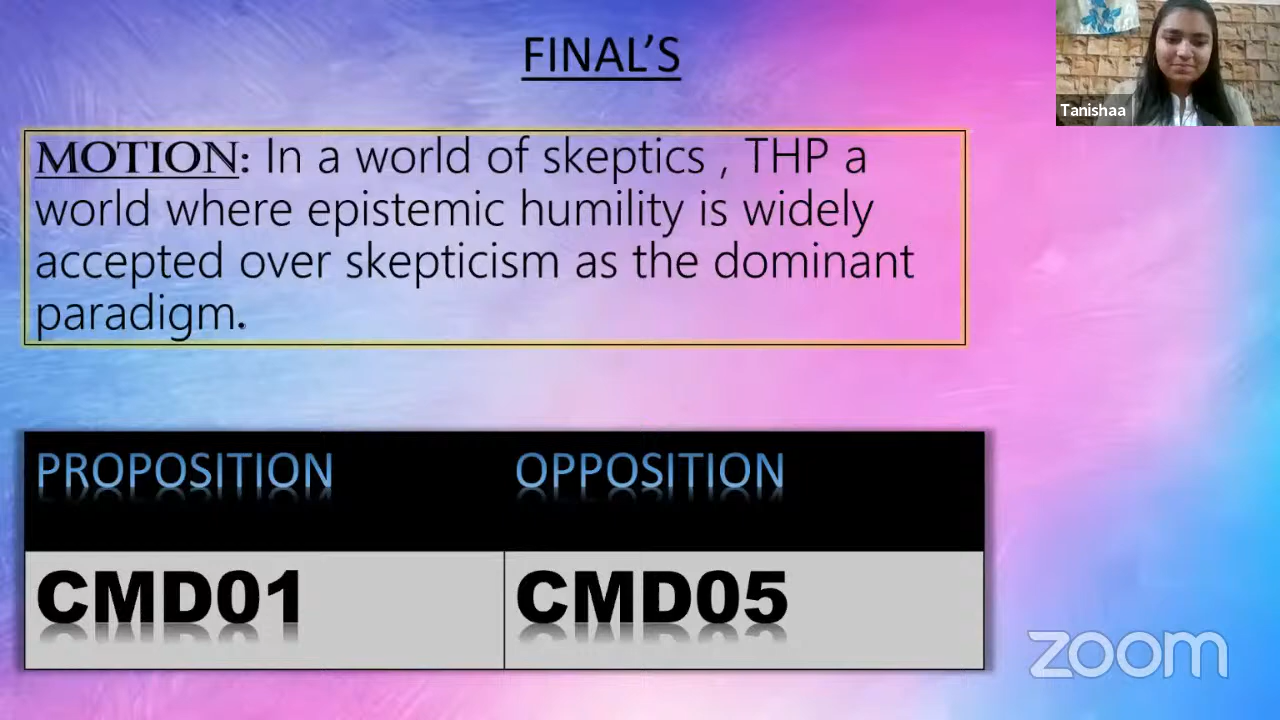 FINAL'S
Tanishaa
MOTION: In a world of skeptics , THP a
world where epistemic humility is widely
accepted over skepticism as the dominant
paradigm.
PROPOSITION OPPOSITION
CMD01 CMD05
zoom